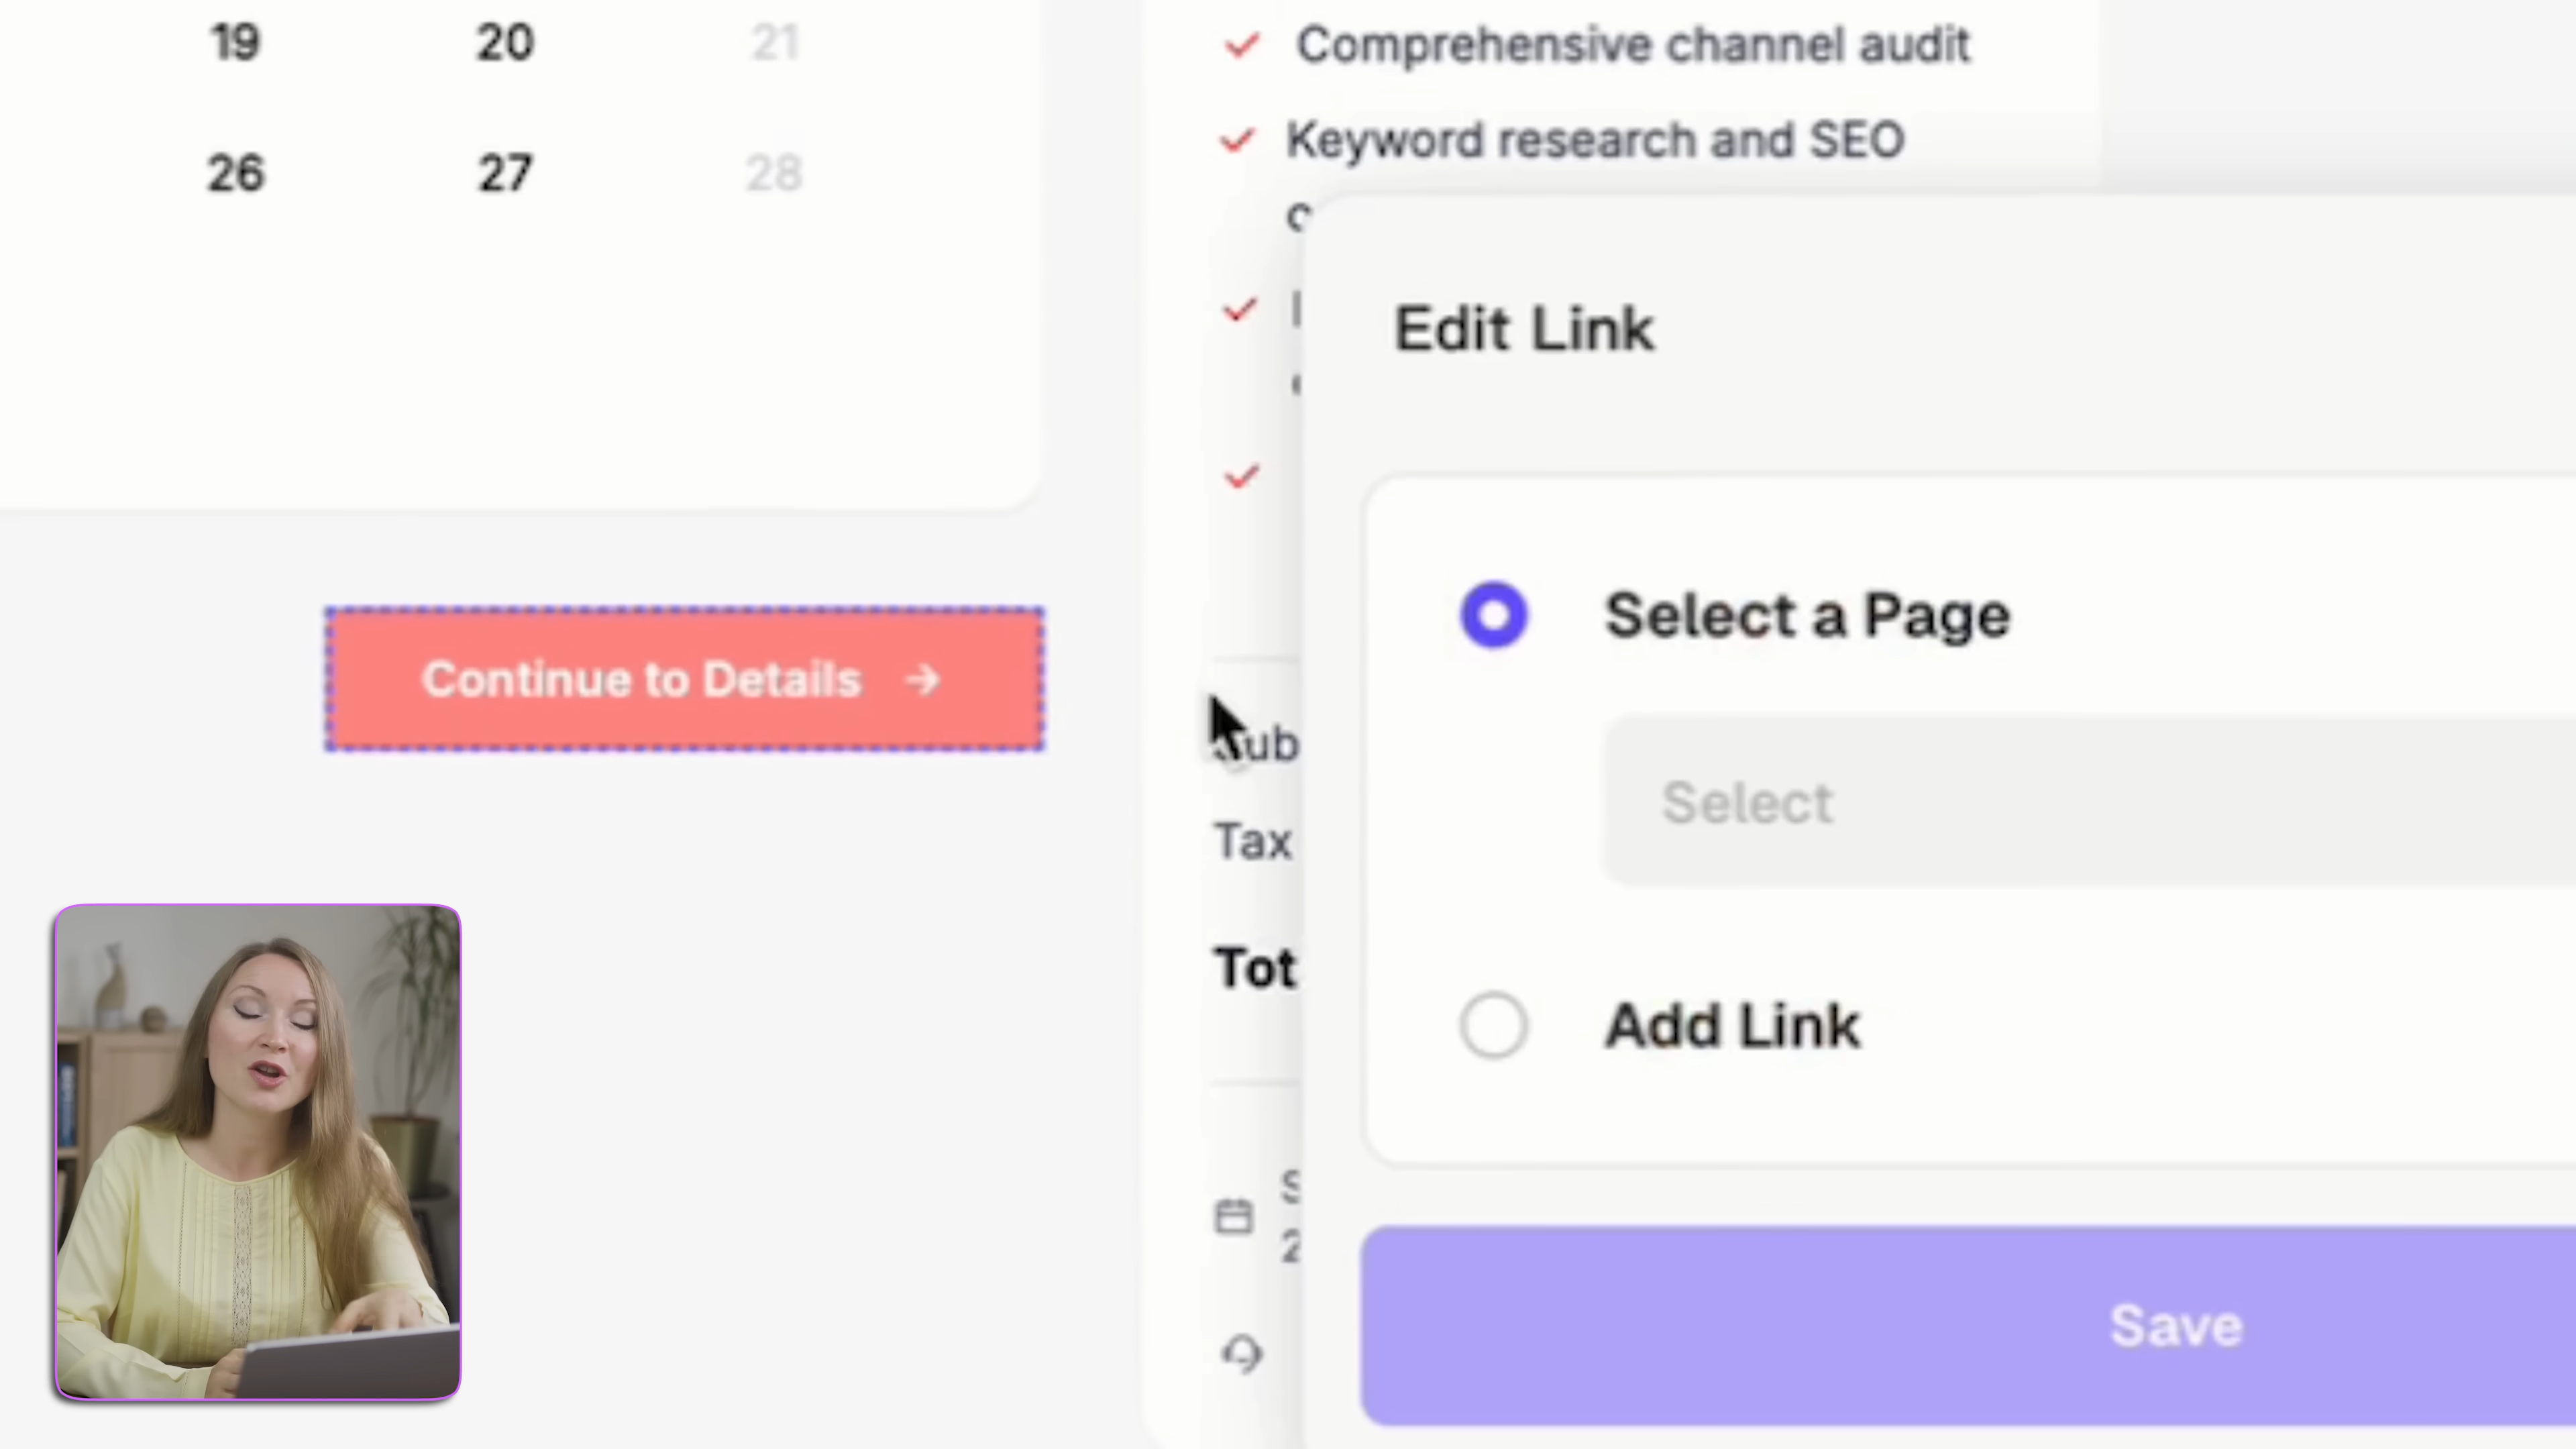 19 20 21
26 27 28
Continue to Details →
Comprehensive channel audit
Keyword research and SEO
Tax
Edit Link
Select a Page
Select
Add Link
Save